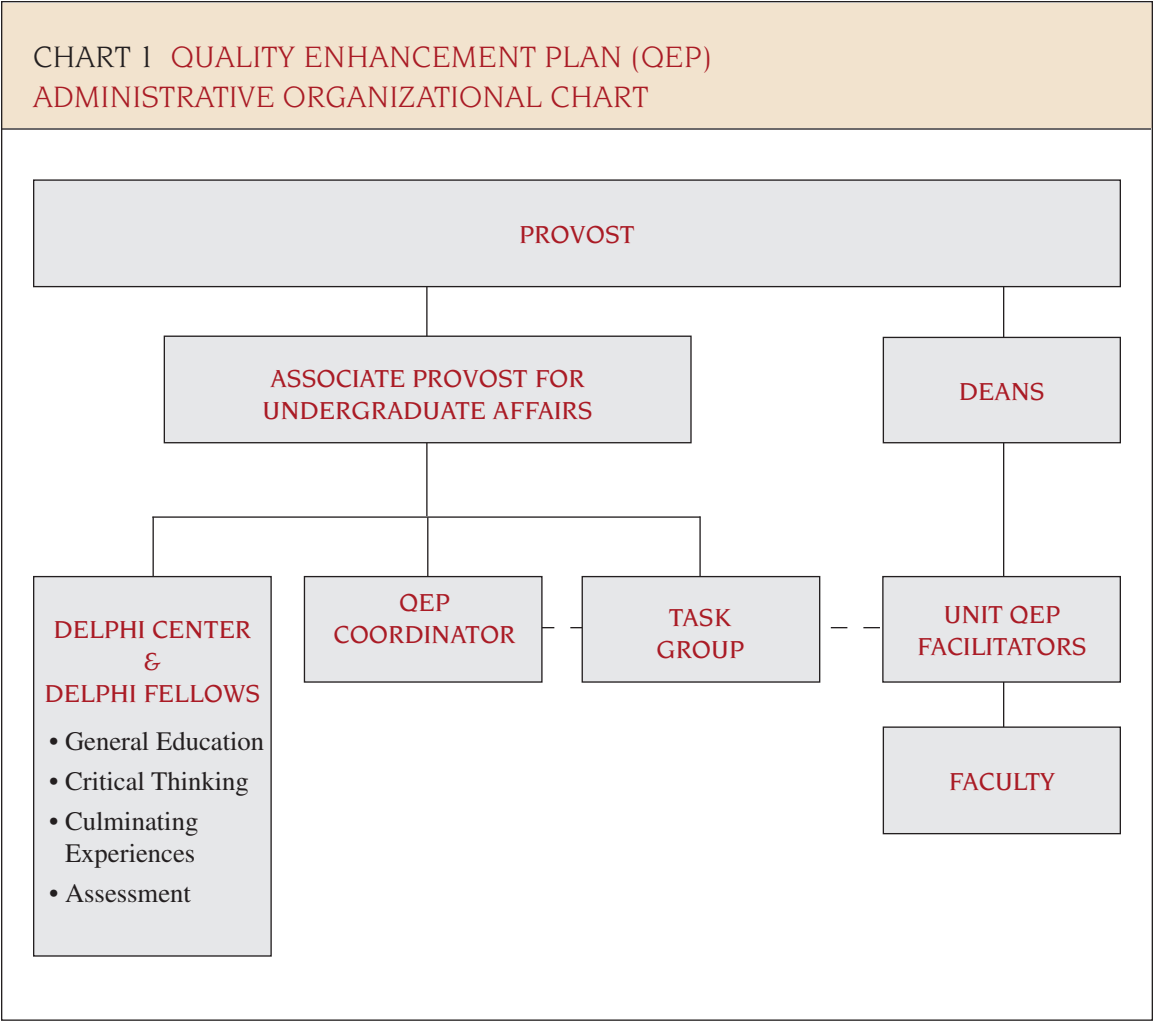 CHART 1 QUALITY ENHANCEMENT PLAN (QEP)
ADMINISTRATIVE ORGANIZATIONAL CHART
PROVOST
ASSOCIATE PROVOST FOR
UNDERGRADUATE AFFAIRS
DEANS
DELPHI CENTER
&
DELPHI FELLOWS
• General Education
• Critical Thinking
• Culminating
Experiences
• Assessment
QEP
COORDINATOR
TASK
GROUP
UNIT QEP
FACILITATORS
FACULTY